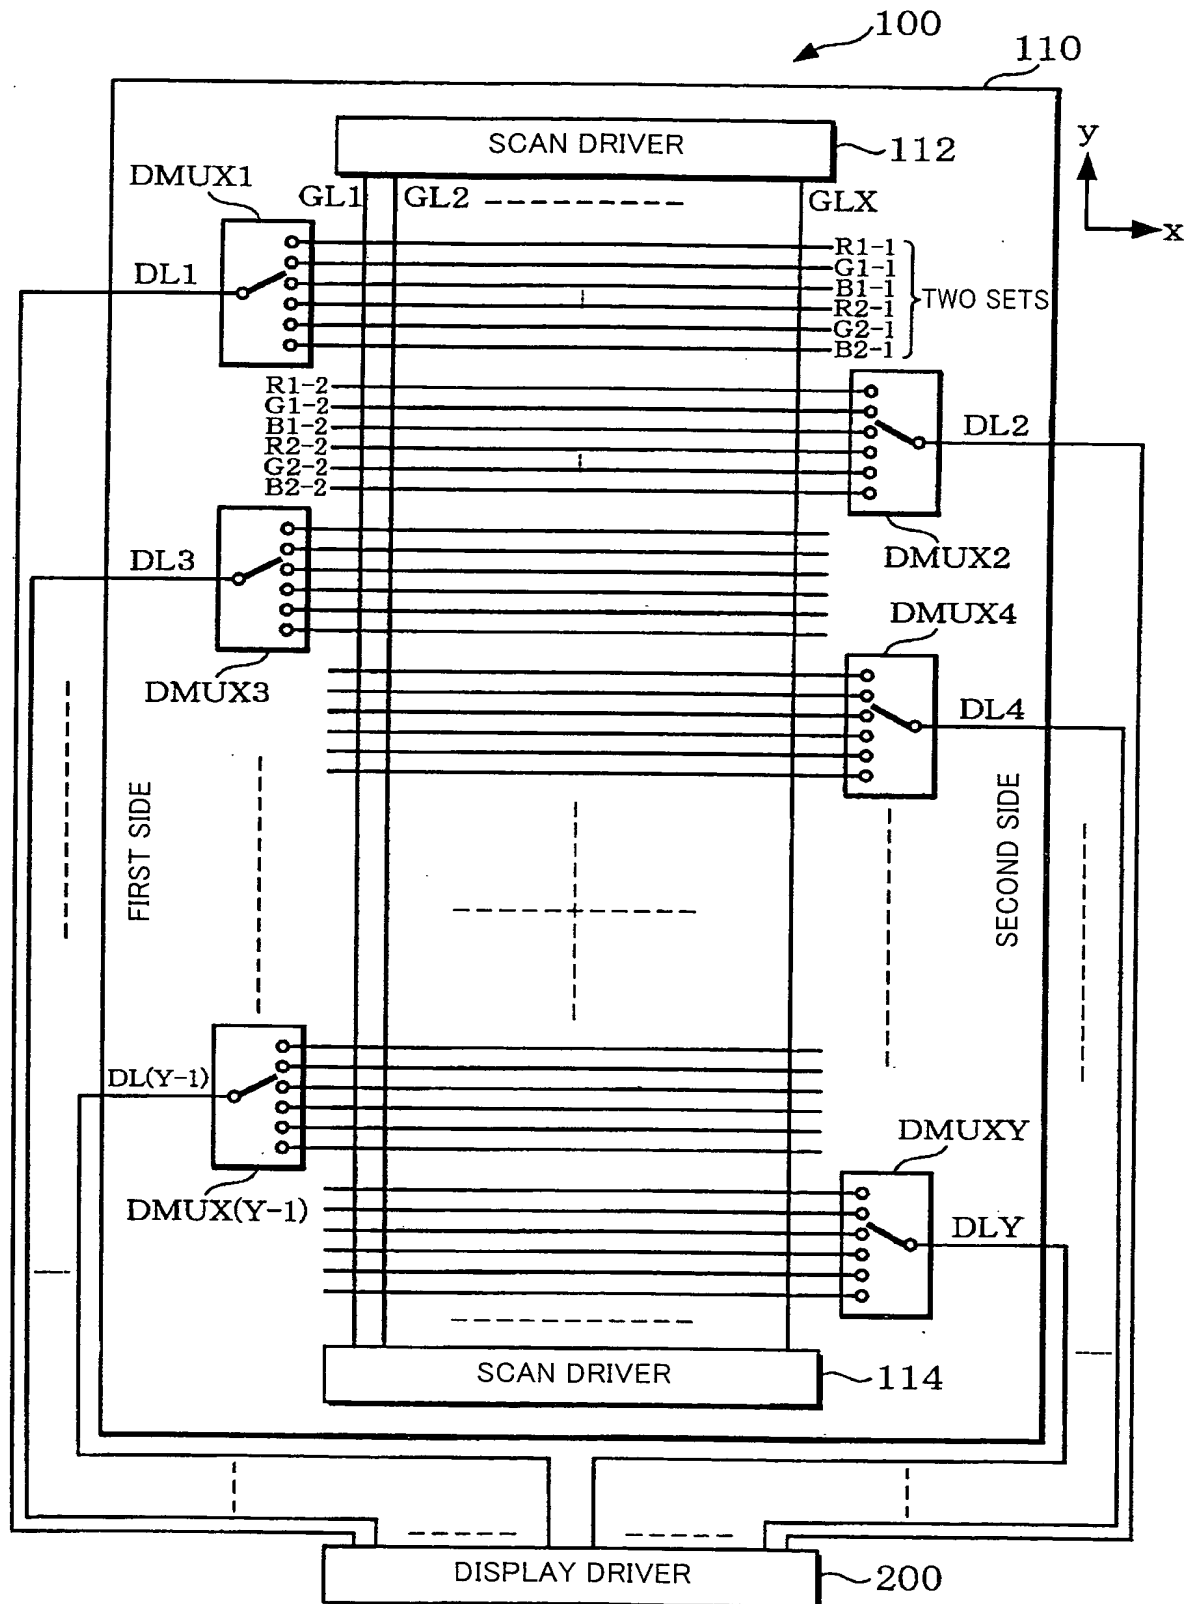 100
110
SCAN DRIVER
112
y
x
DMUX1
GL1
GL2
GLX
DL1
R1-1
G1-1
B1-1
R2-1
G2-1
B2-1
TWO SETS
R1-2
G1-2
B1-2
R2-2
G2-2
B2-2
DL2
DMUX2
DL3
DMUX3
DMUX4
DL4
FIRST SIDE
SECOND SIDE
DL(Y-1)
DMUX(Y-1)
DMUXY
DLY
SCAN DRIVER
114
DISPLAY DRIVER
200